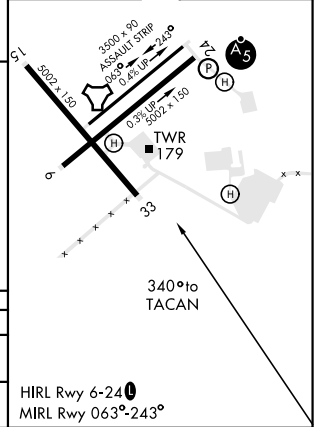 3500 x 90
ASSAULT STRIP
063° 243°
0.4% UP
24
A5
P
H
15
5002 x 150
0.3% UP
5002 x 150
H
TWR
179
6
H
33
x x
x x x x x x
340° to
TACAN
HIRL Rwy 6-24 L
MIRL Rwy 063°-243°